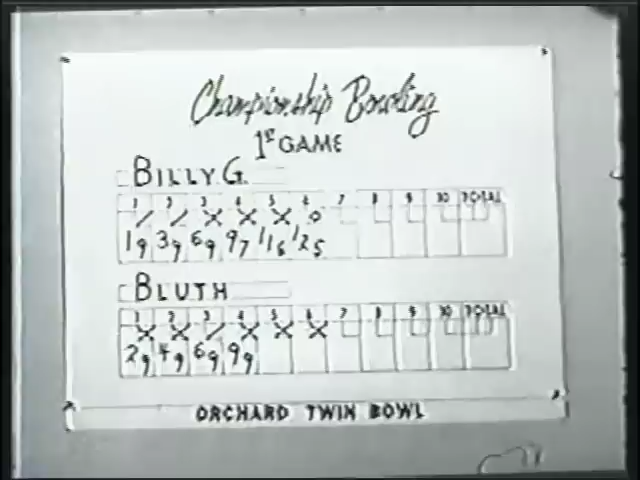 Championship Bowling
1ST GAME
BILLY G.
1 2 3 4 5 6 7 8 9 10 TOTAL
/ / X X X O
19 39 69 97 116 125
BLUTH
1 2 3 4 5 6 7 8 9 10 TOTAL
X X / X X X
29 49 69 99
ORCHARD TWIN BOWL